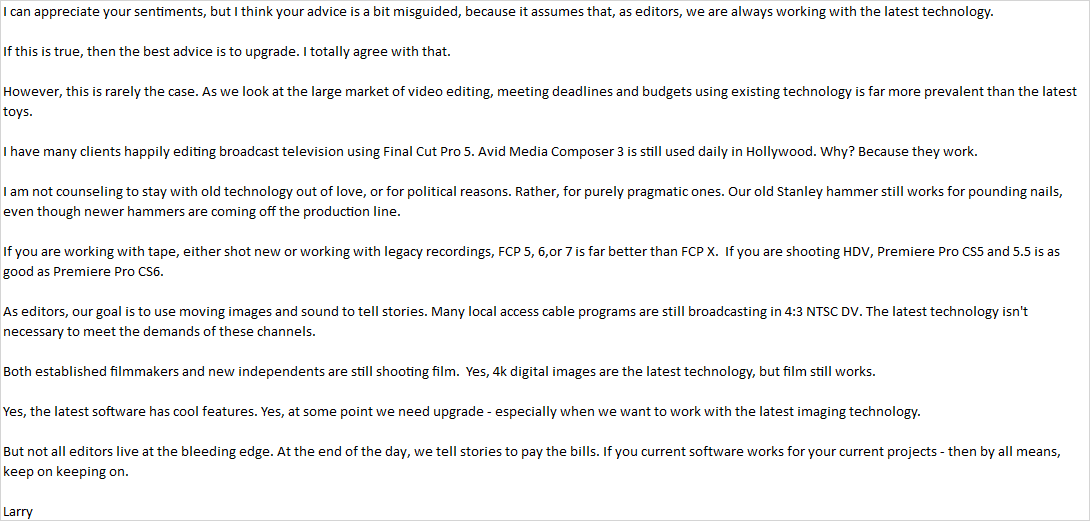 I can appreciate your sentiments, but I think your advice is a bit misguided, because it assumes that, as editors, we are always working with the latest technology.
If this is true, then the best advice is to upgrade. I totally agree with that.
However, this is rarely the case. As we look at the large market of video editing, meeting deadlines and budgets using existing technology is far more prevalent than the latest
toys.
I have many clients happily editing broadcast television using Final Cut Pro 5. Avid Media Composer 3 is still used daily in Hollywood. Why? Because they work.
I am not counseling to stay with old technology out of love, or for political reasons. Rather, for purely pragmatic ones. Our old Stanley hammer still works for pounding nails,
even though newer hammers are coming off the production line.
If you are working with tape, either shot new or working with legacy recordings, FCP 5, 6,or 7 is far better than FCP X.  If you are shooting HDV, Premiere Pro CS5 and 5.5 is as
good as Premiere Pro CS6.
As editors, our goal is to use moving images and sound to tell stories. Many local access cable programs are still broadcasting in 4:3 NTSC DV. The latest technology isn't
necessary to meet the demands of these channels.
Both established filmmakers and new independents are still shooting film.  Yes, 4k digital images are the latest technology, but film still works.
Yes, the latest software has cool features. Yes, at some point we need upgrade - especially when we want to work with the latest imaging technology.
But not all editors live at the bleeding edge. At the end of the day, we tell stories to pay the bills. If you current software works for your current projects - then by all means,
keep on keeping on.
Larry